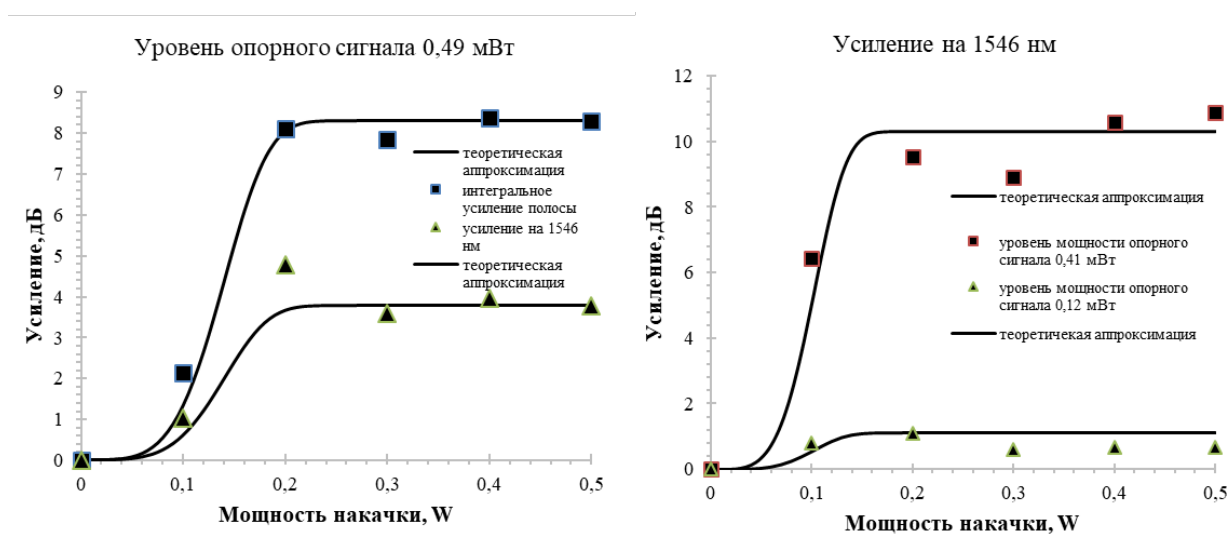 Уровень опорного сигнала 0,49 мВт
9
8
7
6
5
4
3
2
1
0
Усиление,дБ
теоретическая
аппроксимация
интегральное
усиление полосы
усиление на 1546
нм
теоретическая
аппроксимация
0 0,1 0,2 0,3 0,4 0,5
Мощность накачки, W
Усиление на 1546 нм
12
10
8
6
4
2
0
Усиление,дБ
теоретическая аппроксимация
уровень мощности опорного
сигнала 0,41 мВт
уровень мощности опорного
сигнала 0,12 мВт
теоретичекая аппроксимация
0 0,1 0,2 0,3 0,4 0,5
Мощность накачки, W